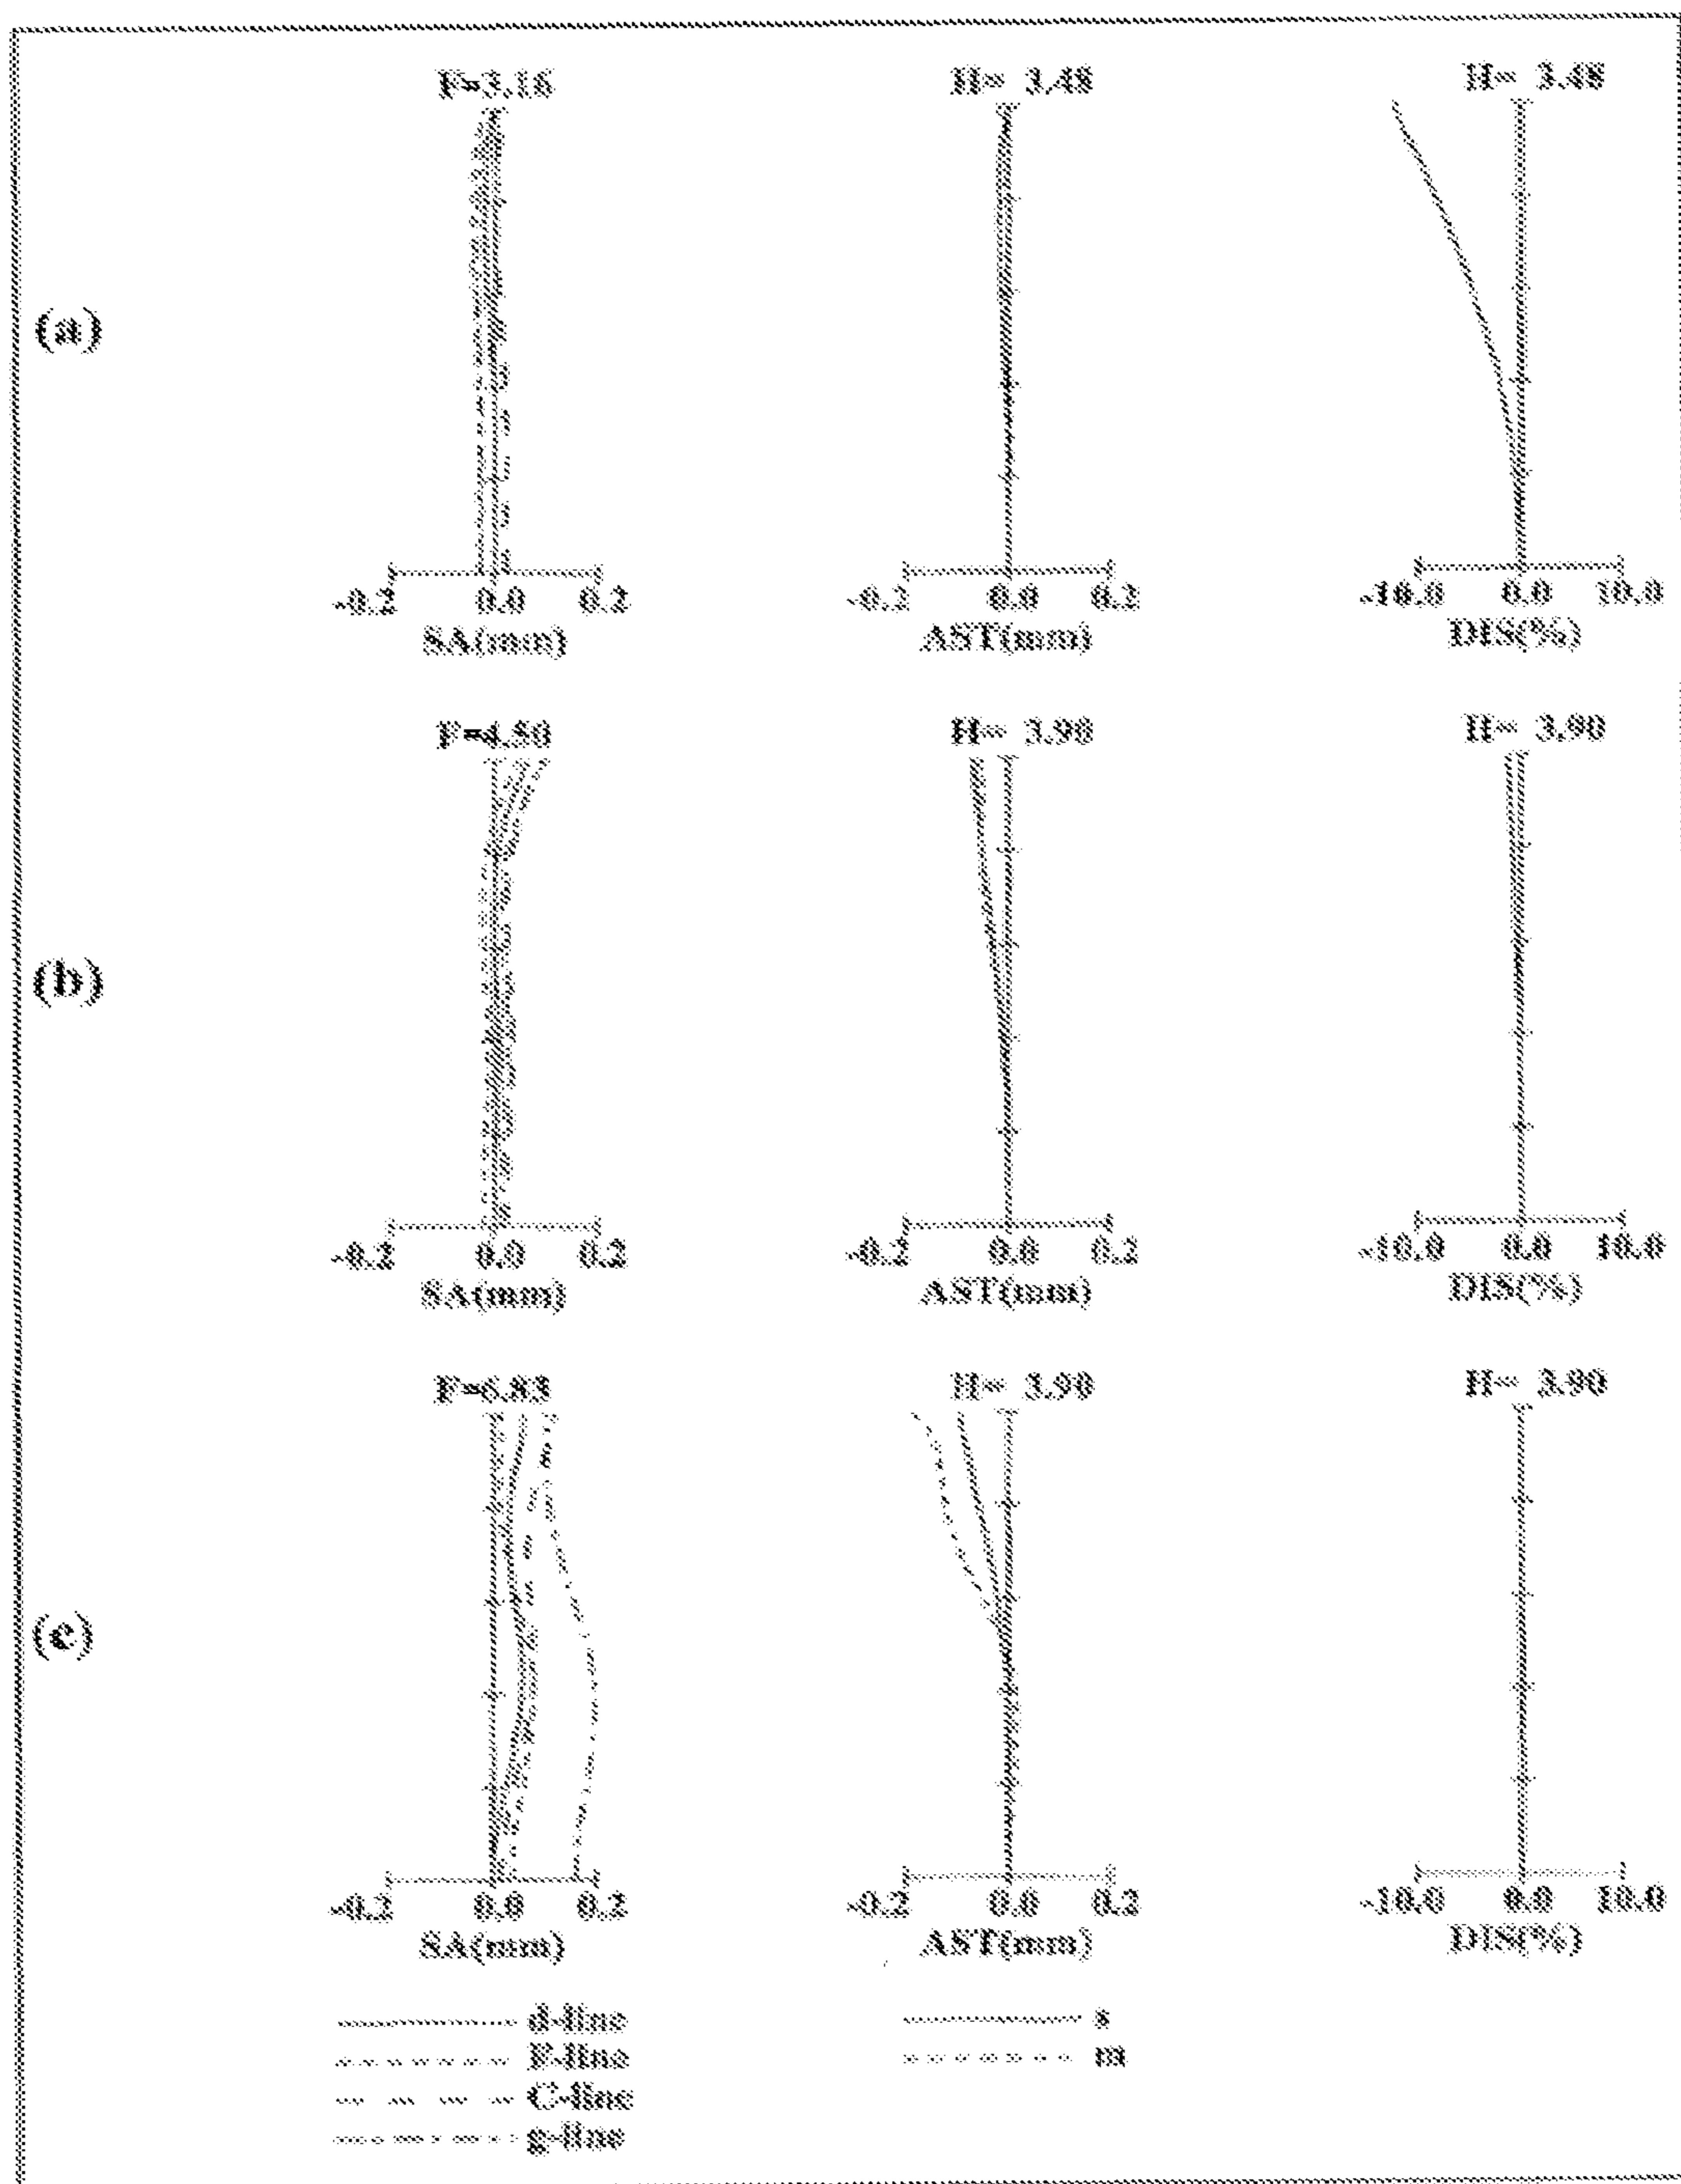 F=3.16 H= 3.48 H= 3.48
(a)
-0.2 0.0 0.2 -0.2 0.0 0.2 -10.0 0.0 10.0
SA(mm) AST(mm) DIS(%)
F=4.50 H= 3.90 H= 3.90
(b)
-0.2 0.0 0.2 -0.2 0.0 0.2 -10.0 0.0 10.0
SA(mm) AST(mm) DIS(%)
F=6.83 H= 3.90 H= 3.90
(c)
-0.2 0.0 0.2 -0.2 0.0 0.2 -10.0 0.0 10.0
SA(mm) AST(mm) DIS(%)
d-line s
F-line m
C-line
g-line